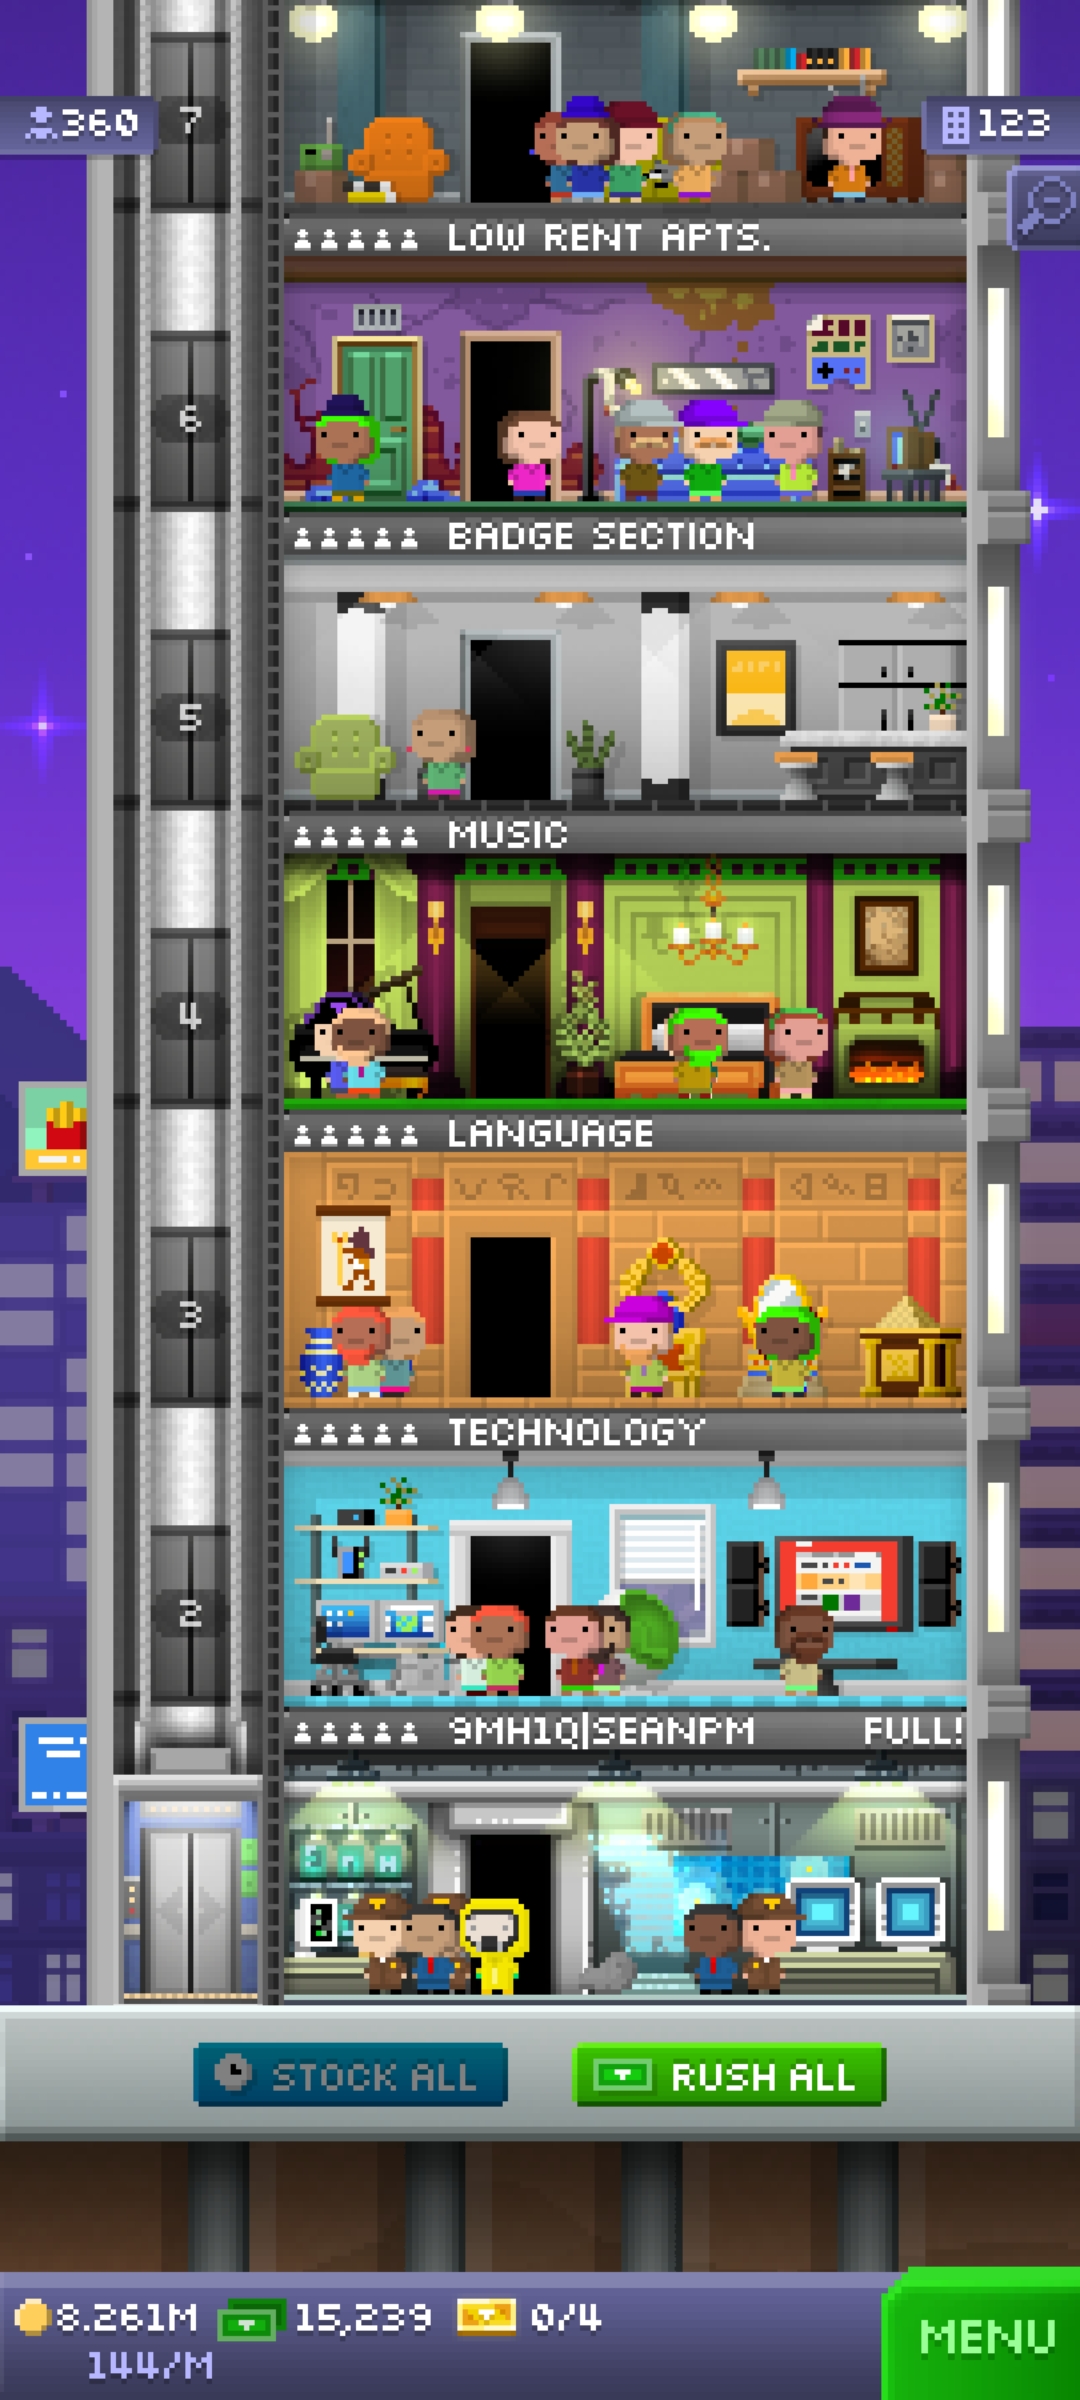 7
360
123
LOW RENT APTS.
6
BADGE SECTION
5
MUSIC
4
LANGUAGE
3
TECHNOLOGY
2
9MH1Q|SEANPM FULL!
STOCK ALL
RUSH ALL
8.261M 15,239 0/4
144/M
MENU